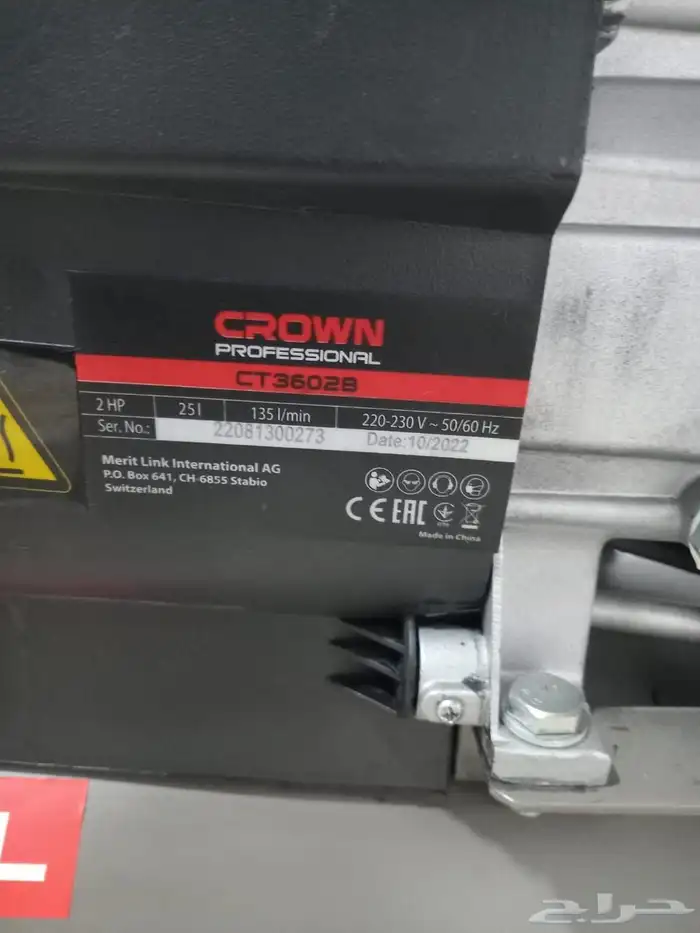 CROWN
PROFESSIONAL
CT36028
2 HP 25 l 135 l/min 220-230 V ~ 50/60 Hz
Ser. No.: 22081300273 Date:10/2022
Merit Link International AG
P.O. Box 641, CH-6855 Stabio
Switzerland
CE EAC
Made in China
حراج